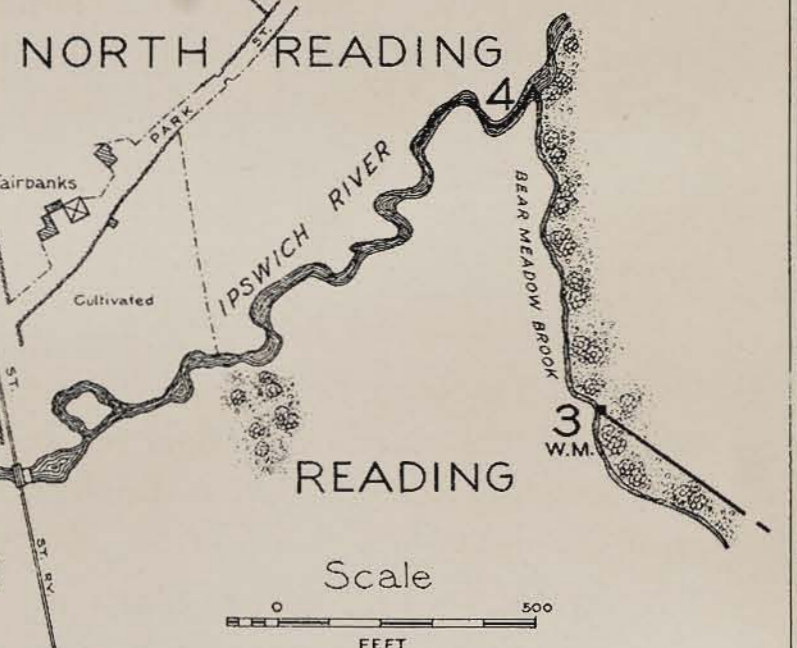 NORTH READING
PARK ST.
4
airbanks
IPSWICH RIVER
BEAR MEADOW BROOK
Cultivated
ST.
3
W.M.
READING
ST. RY.
Scale
0 500
FEET